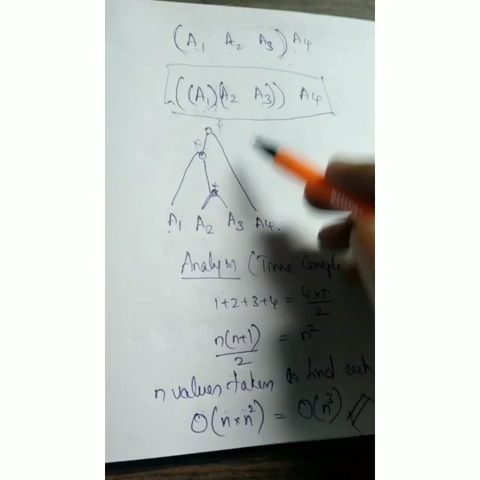 (A1 A2 A3) A4
((A1)(A2 A3)) A4
A1 A2 A3 A4.
Analysis (Time Comple
1+2+3+4 = 4×5/2
n(n+1)/2 = n²
n values taken to find each
O(n×n²) = O(n³)